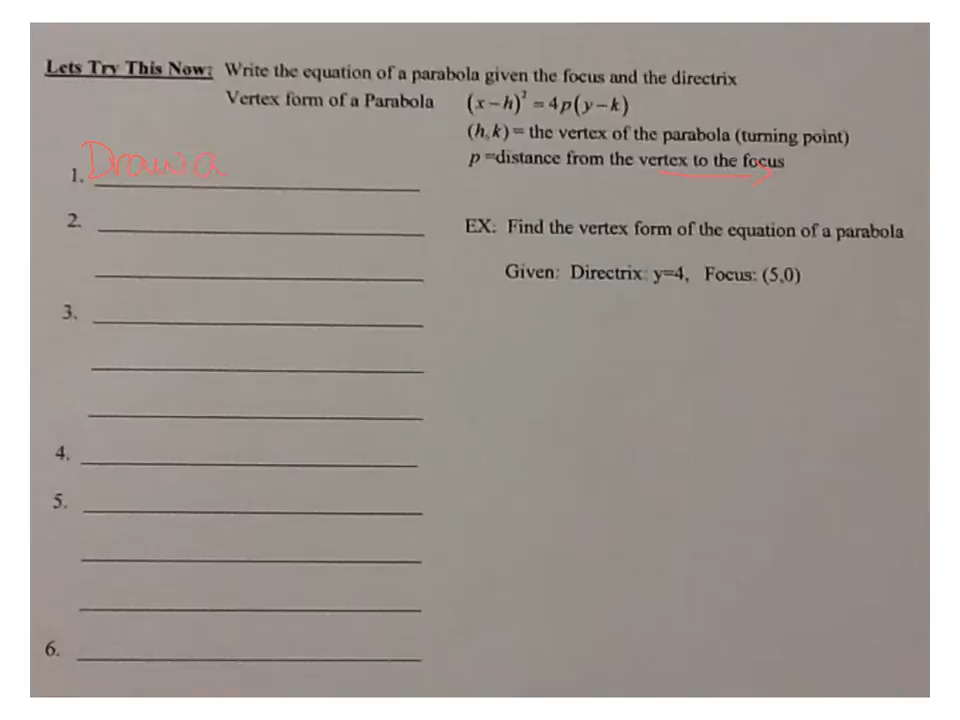 Lets Try This Now: Write the equation of a parabola given the focus and the directrix
Vertex form of a Parabola (x-h)² = 4p(y-k)
(h,k) = the vertex of the parabola (turning point)
p =distance from the vertex to the focus
1. Draw a
2.
EX: Find the vertex form of the equation of a parabola
Given: Directrix: y=4, Focus: (5,0)
3.
4.
5.
6.